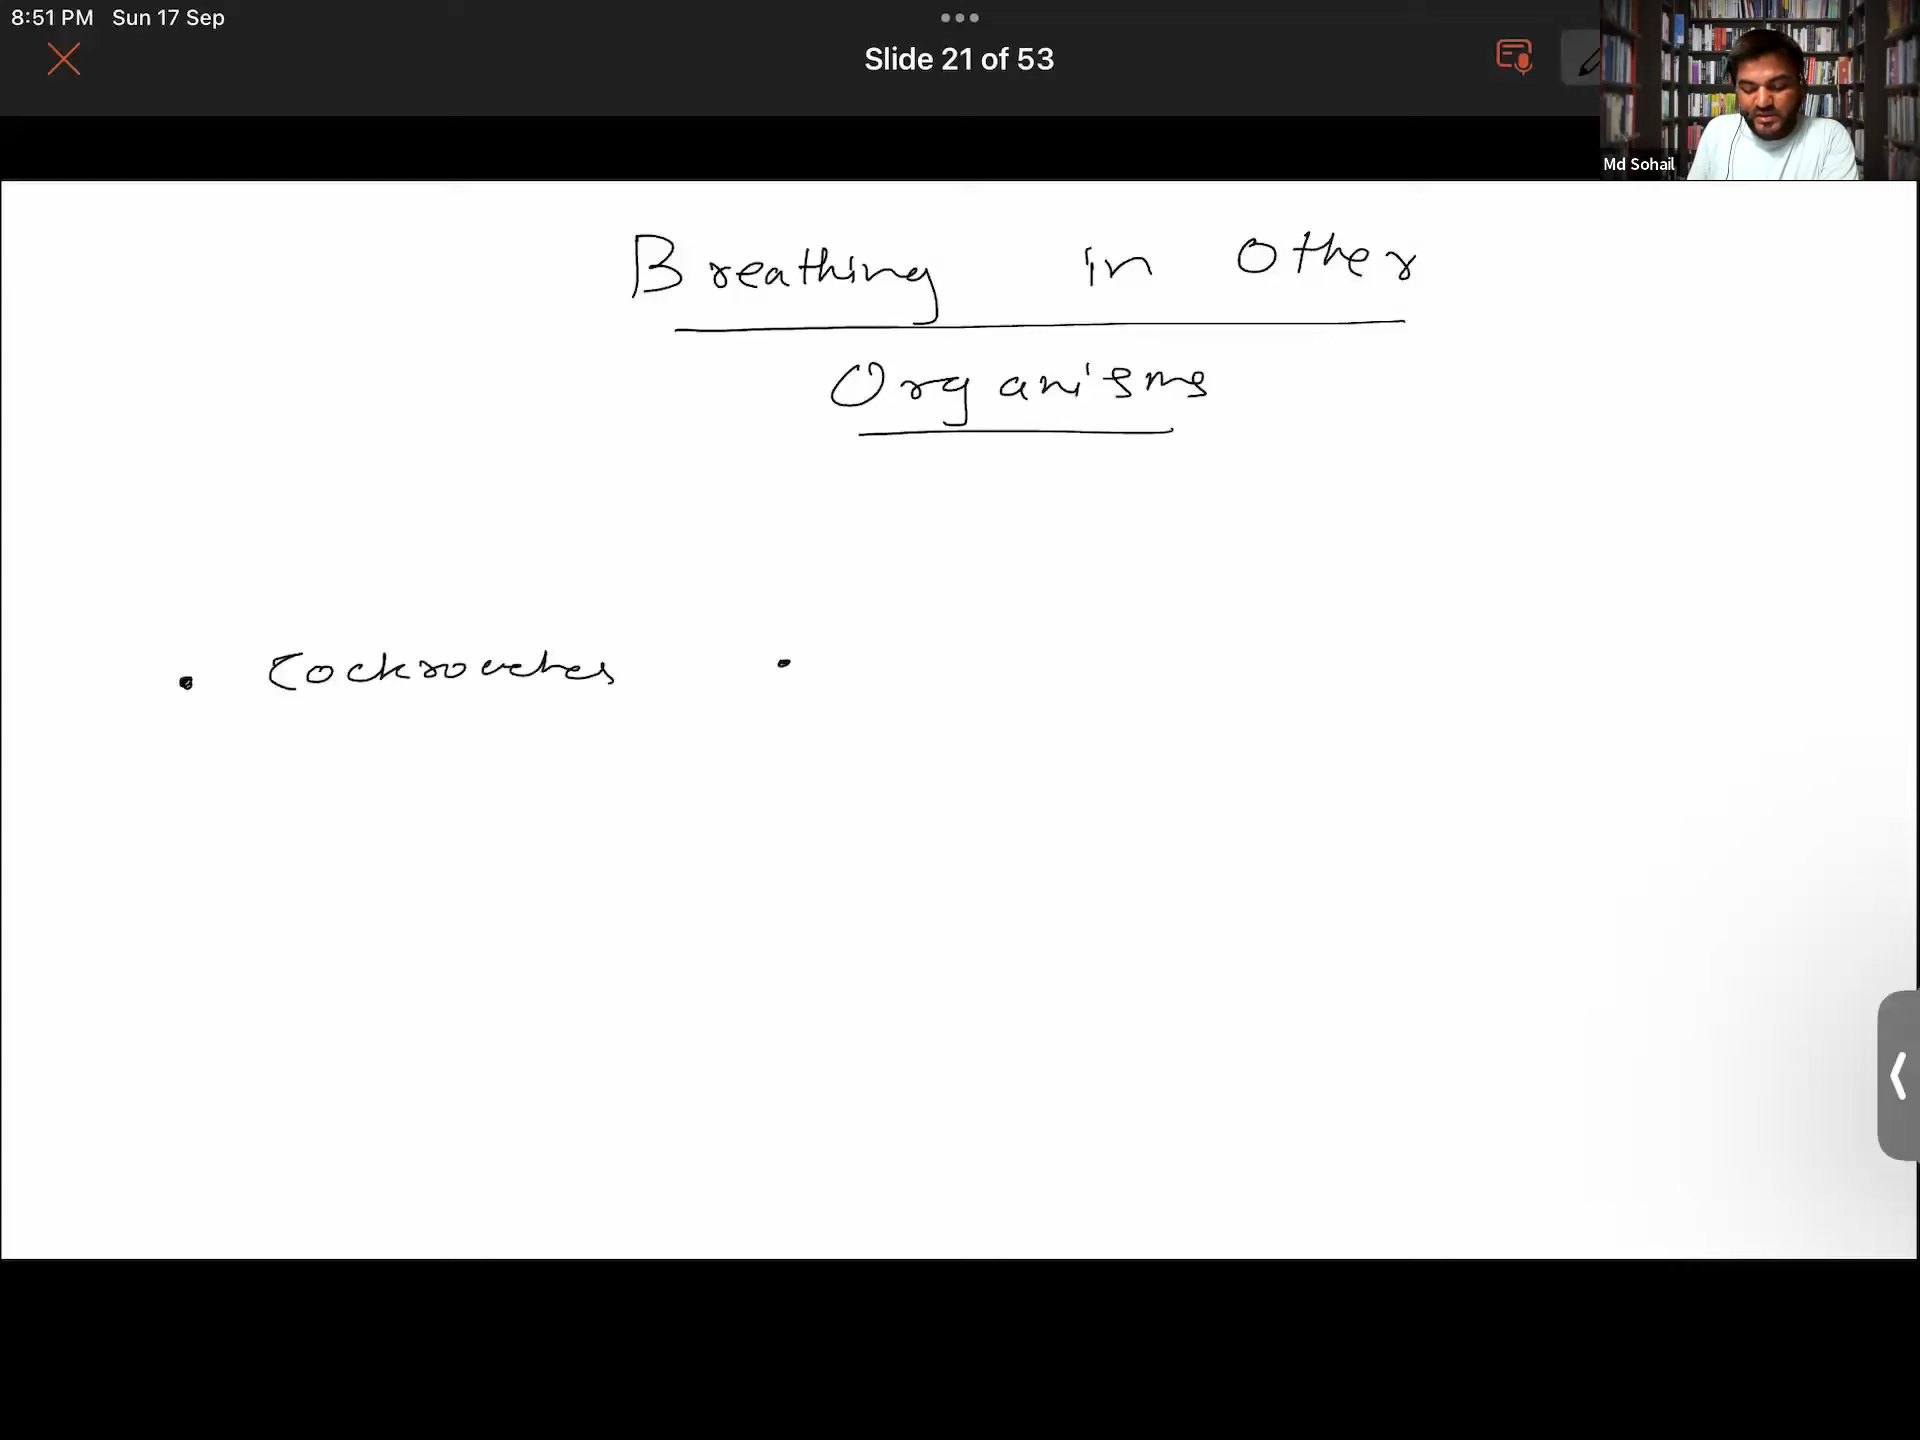 8:51 PM Sun 17 Sep
Slide 21 of 53
Md Sohail
Breathing in Other
Organisms
• Cockroaches •